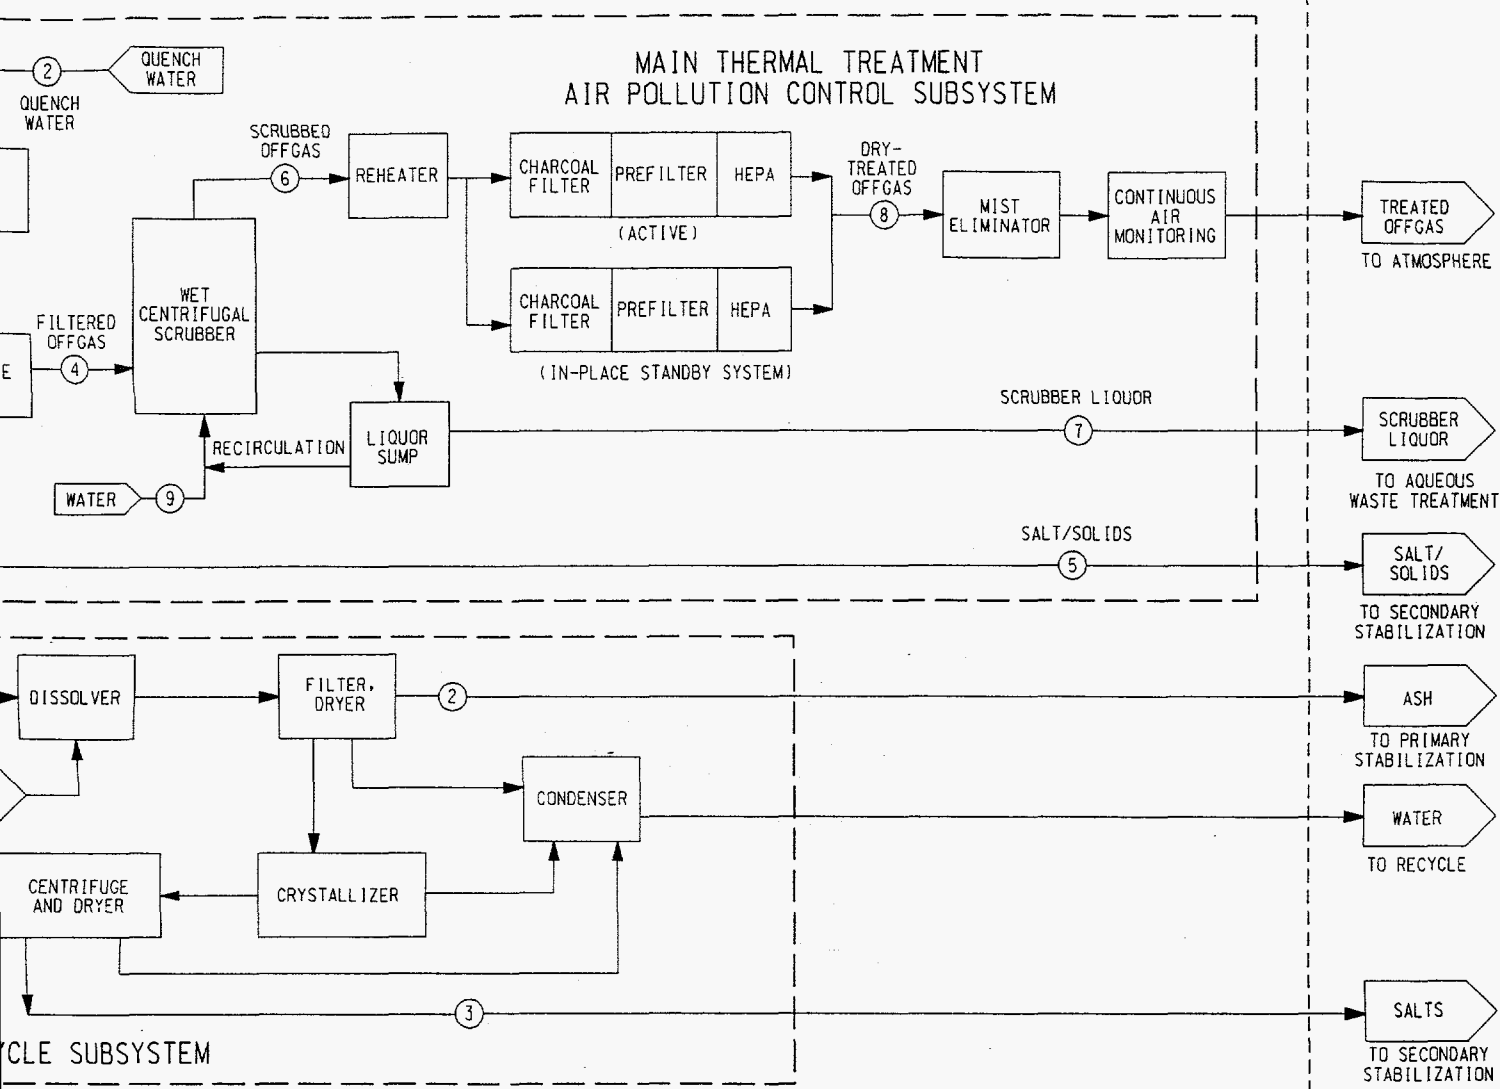 MAIN THERMAL TREATMENT
AIR POLLUTION CONTROL SUBSYSTEM
2
QUENCH
WATER
QUENCH
WATER
SCRUBBED
OFFGAS
6
REHEATER
CHARCOAL
FILTER
PREFILTER
HEPA
(ACTIVE)
CHARCOAL
FILTER
PREFILTER
HEPA
(IN-PLACE STANDBY SYSTEM)
DRY-
TREATED
OFFGAS
8
MIST
ELIMINATOR
CONTINUOUS
AIR
MONITORING
TREATED
OFFGAS
TO ATMOSPHERE
WET
CENTRIFUGAL
SCRUBBER
FILTERED
OFFGAS
E
4
RECIRCULATION
LIQUOR
SUMP
WATER
9
SCRUBBER LIQUOR
7
SCRUBBER
LIQUOR
TO AQUEOUS
WASTE TREATMENT
SALT/SOLIDS
5
SALT/
SOLIDS
TO SECONDARY
STABILIZATION
DISSOLVER
FILTER,
DRYER
2
ASH
TO PRIMARY
STABILIZATION
CONDENSER
WATER
TO RECYCLE
CENTRIFUGE
AND DRYER
CRYSTALLIZER
3
SALTS
TO SECONDARY
STABILIZATION
CLE SUBSYSTEM